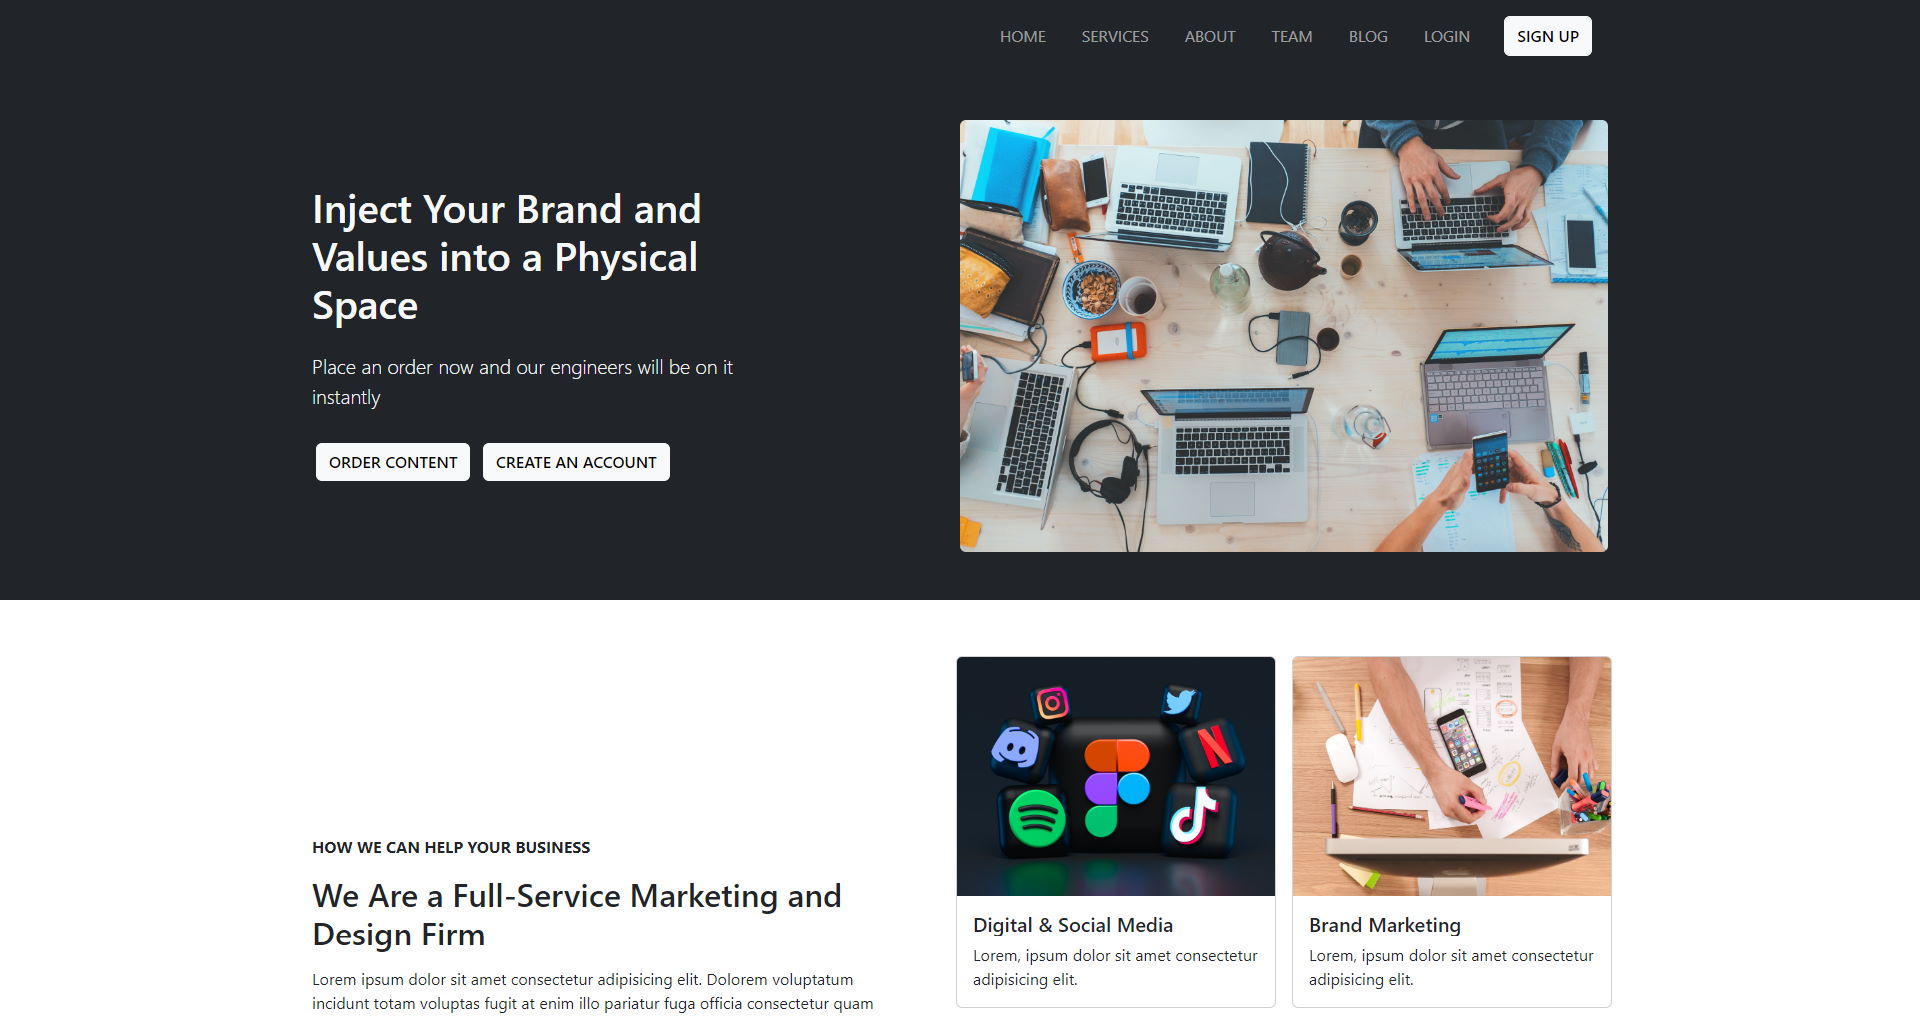 HOME SERVICES ABOUT TEAM BLOG LOGIN SIGN UP
Inject Your Brand and
Values into a Physical
Space
Place an order now and our engineers will be on it
instantly
ORDER CONTENT CREATE AN ACCOUNT
HOW WE CAN HELP YOUR BUSINESS
We Are a Full-Service Marketing and
Design Firm
Lorem ipsum dolor sit amet consectetur adipisicing elit. Dolorem voluptatum
incidunt totam voluptas fugit at enim illo pariatur fuga officia consectetur quam
Digital & Social Media
Lorem, ipsum dolor sit amet consectetur
adipisicing elit.
Brand Marketing
Lorem, ipsum dolor sit amet consectetur
adipisicing elit.